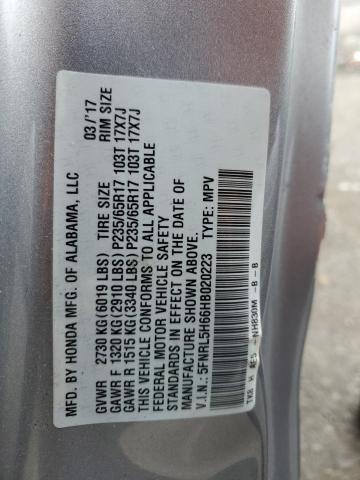 MFD. BY HONDA MFG. OF ALABAMA, LLC 03/'17
TIRE SIZE RIM SIZE
GVWR 2730 KG(6019 LBS)
GAWR F 1320 KG(2910 LBS) P235/65R17 103T 17X7J
GAWR R 1515 KG(3340 LBS) P235/65R17 103T 17X7J
THIS VEHICLE CONFORMS TO ALL APPLICABLE
FEDERAL MOTOR VEHICLE SAFETY
STANDARDS IN EFFECT ON THE DATE OF
MANUFACTURE SHOWN ABOVE.
V.I.N.: 5FNRL5H66HB020223 TYPE: MPV
TK8 H AE5 NH830M -B - B